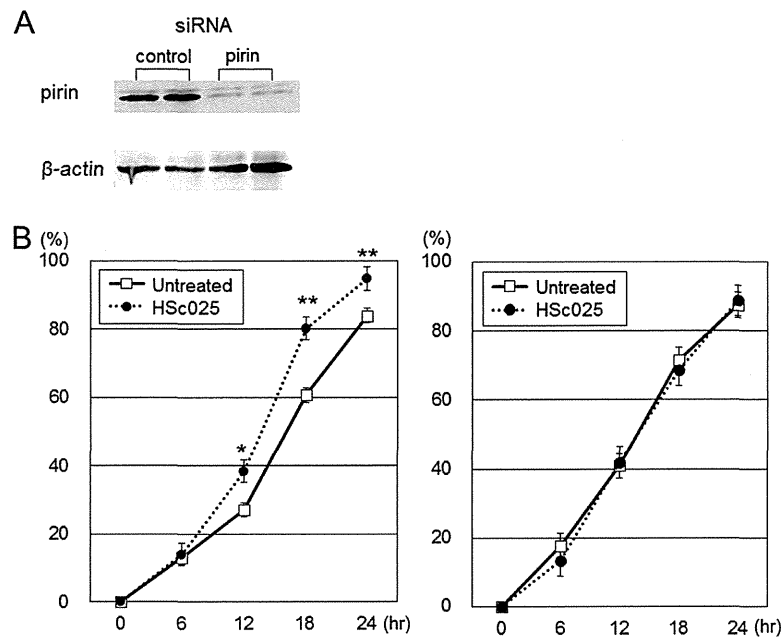 A
siRNA
control pirin
pirin
β-actin
B
(%)
100
80
60
40
20
0
Untreated
HSc025
*
**
**
0 6 12 18 24 (hr)
(%)
100
80
60
40
20
0
Untreated
HSc025
0 6 12 18 24 (hr)